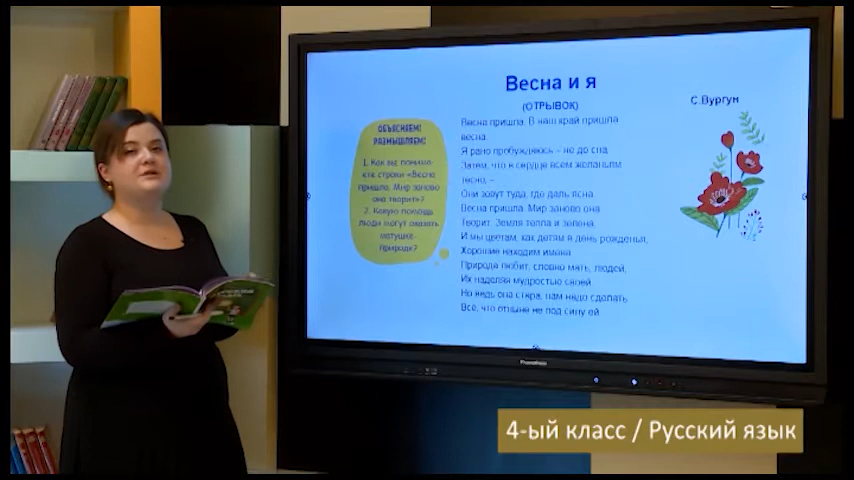 Весна и я
(ОТРЫВОК)
С.Вургун
Весна пришла. В наш край пришла
весна.
Я рано пробуждаюсь – не до сна
Затем, что в сердце всем желаньям
тесно, –
Они зовут туда, где даль ясна.
Весна пришла. Мир заново она
Творит. Земля тепла и зелена,
И мы цветам, как детям в день рожденья,
Хорошие находим имена.
Природа любит, словно мать, людей,
Их наделяя мудростью своей.
Но ведь она стара, нам надо сделать
Всё, что отныне не под силу ей.
ОБЪЯСНЯЕМ!
РАЗМЫШЛЯЕМ!
1. Как вы понима-
ете строки «Весна
пришла. Мир заново
она творит»?
2. Какую помощь
люди могут оказать
матушке-
природе?
Promethean
4-ый класс / Русский язык